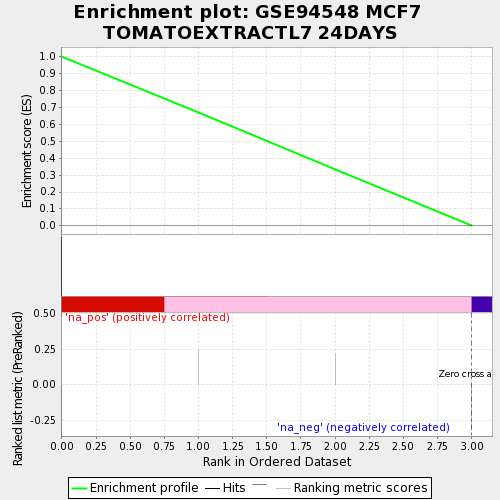 Enrichment plot: GSE94548 MCF7
TOMATOEXTRACTL7 24DAYS
Enrichment score (ES)
1.0
0.9
0.8
0.7
0.6
0.5
0.4
0.3
0.2
0.1
0.0
'na_pos' (positively correlated)
Ranked list metric (PreRanked)
0.50
0.25
0.00
-0.25
Zero cross a
'na_neg' (negatively correlated)
0.00 0.25 0.50 0.75 1.00 1.25 1.50 1.75 2.00 2.25 2.50 2.75 3.00
Rank in Ordered Dataset
Enrichment profile Hits Ranking metric scores